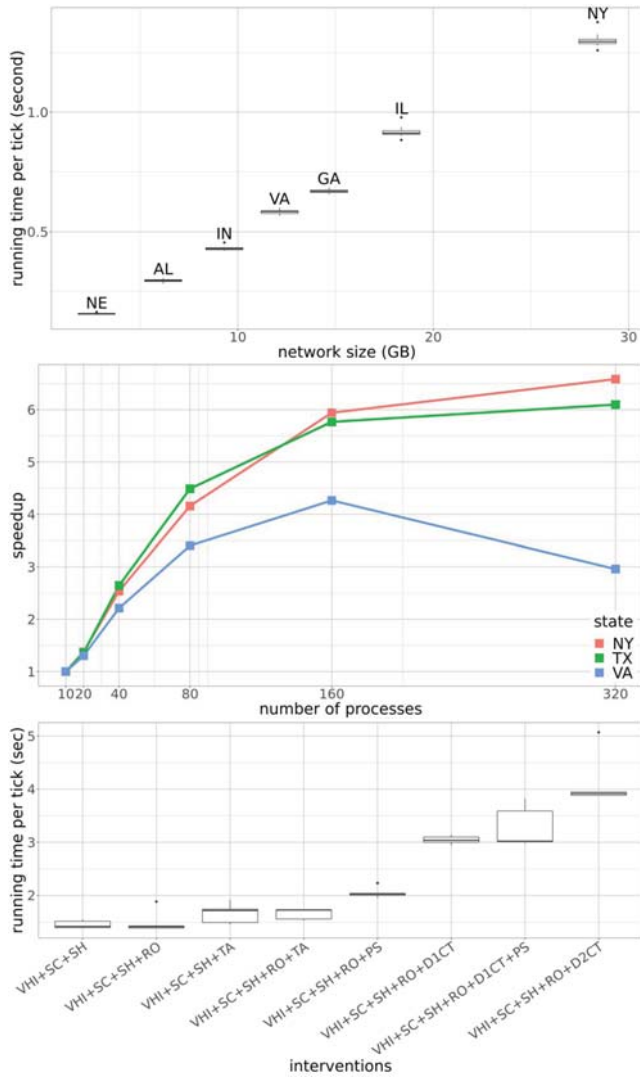 NY
IL
GA
VA
IN
AL
NE
1.0
0.5
running time per tick (second)
10 20 30
network size (GB)
6
5
4
3
2
1
speedup
state
NY
TX
VA
10 20 40 80 160 320
number of processes
5
4
3
2
running time per tick (sec)
VHI+SC+SH
VHI+SC+SH+RO
VHI+SC+SH+TA
VHI+SC+SH+RO+TA
VHI+SC+SH+RO+PS
VHI+SC+SH+RO+D1CT
VHI+SC+SH+RO+D1CT+PS
VHI+SC+SH+RO+D2CT
interventions